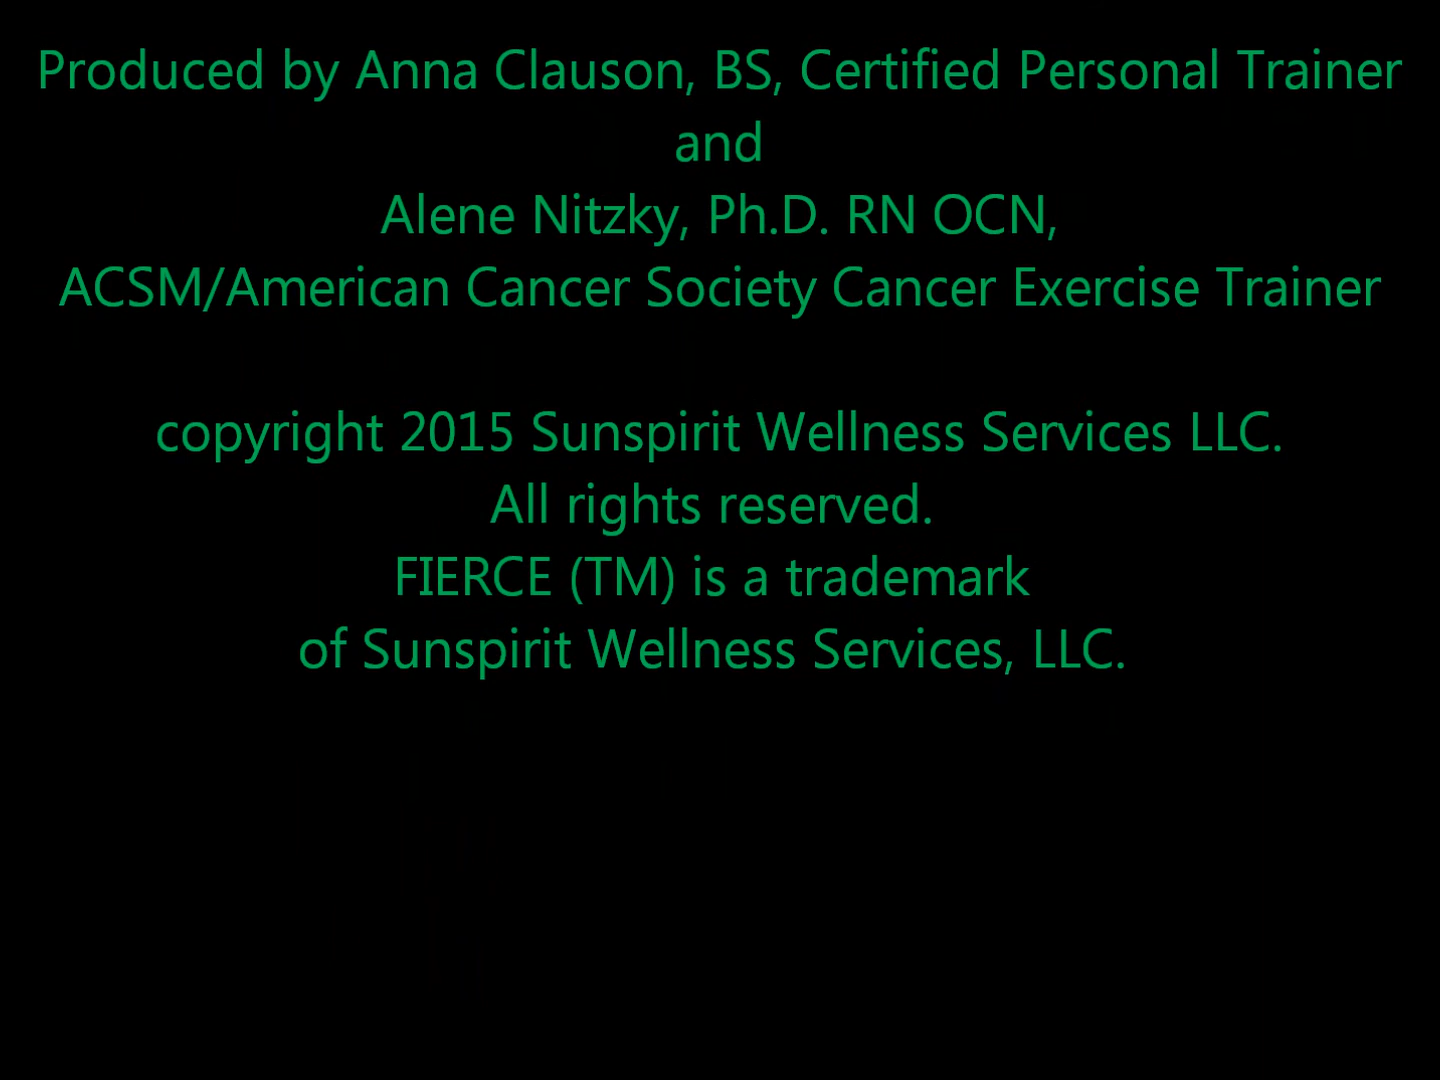 Produced by Anna Clauson, BS, Certified Personal Trainer
and
Alene Nitzky, Ph.D. RN OCN,
ACSM/American Cancer Society Cancer Exercise Trainer
copyright 2015 Sunspirit Wellness Services LLC.
All rights reserved.
FIERCE (TM) is a trademark
of Sunspirit Wellness Services, LLC.